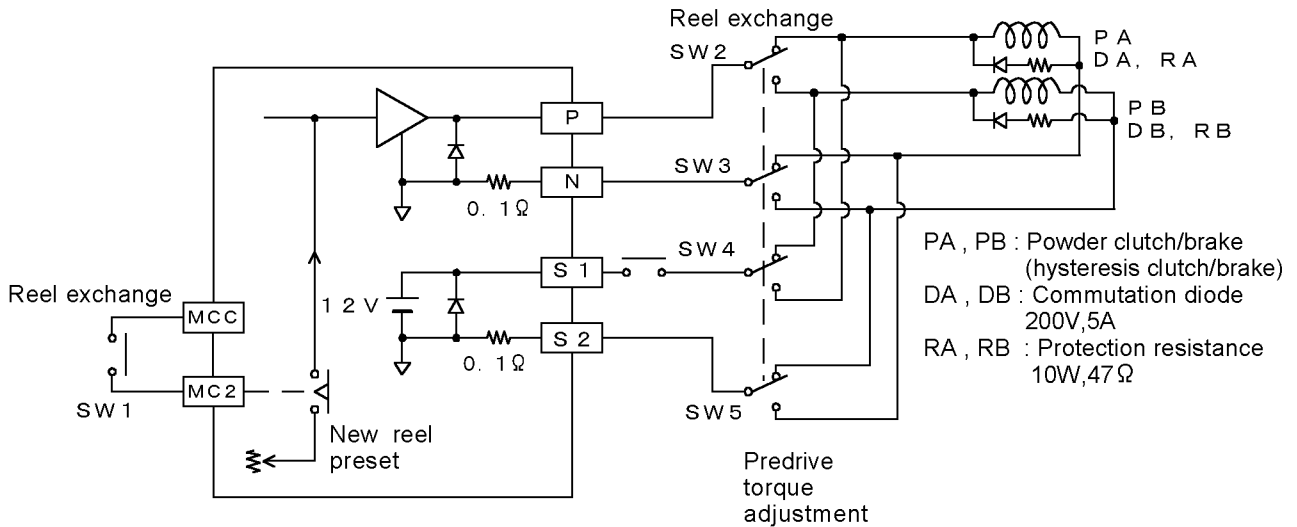 Reel exchange
SW2
PA
DA, RA
PB
DB, RB
P
N
0.1Ω
SW3
S1
SW4
12V
S2
0.1Ω
SW5
Reel exchange
MCC
MC2
SW1
New reel
preset
PA , PB : Powder clutch/brake
(hysteresis clutch/brake)
DA , DB : Commutation diode
200V,5A
RA , RB : Protection resistance
10W,47Ω
Predrive
torque
adjustment